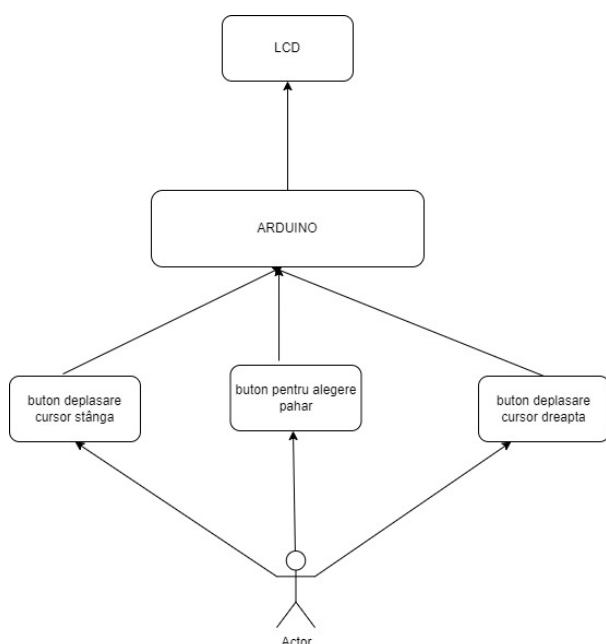 LCD
ARDUINO
buton deplasare
cursor stânga
buton pentru alegere
pahar
buton deplasare
cursor dreapta
Actor